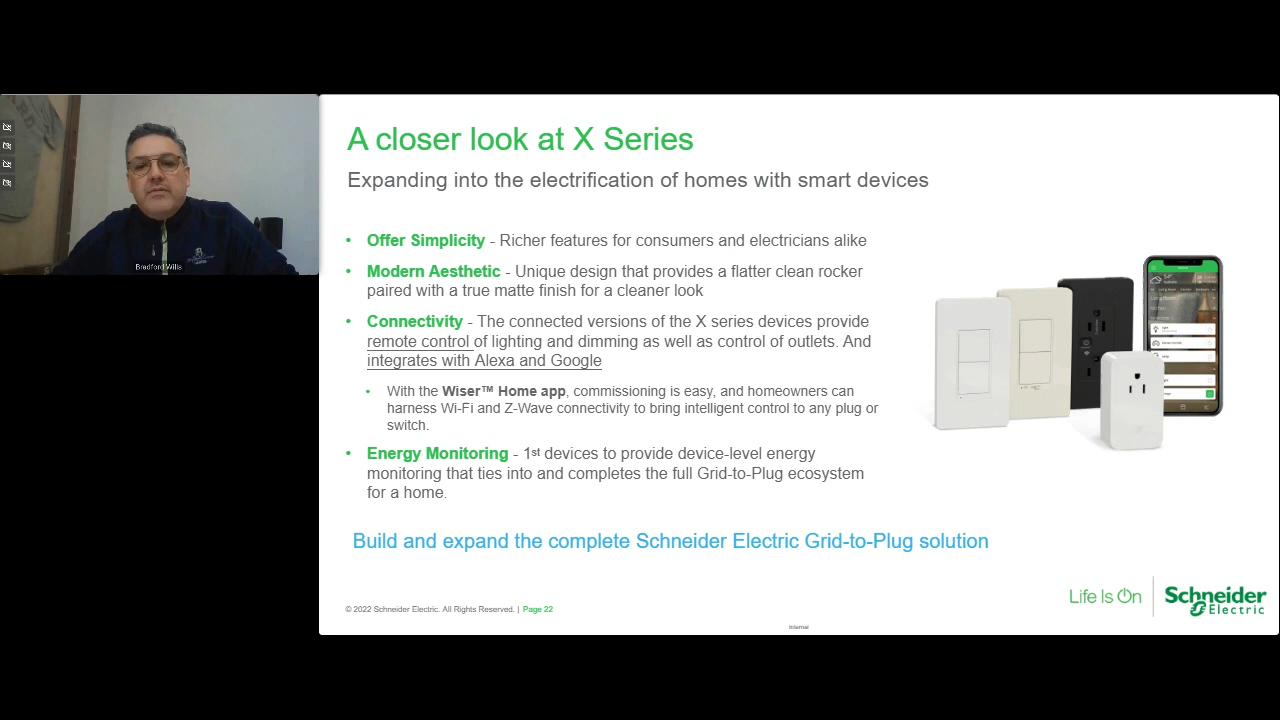 Bradford Wills
A closer look at X Series
Expanding into the electrification of homes with smart devices
• Offer Simplicity - Richer features for consumers and electricians alike
• Modern Aesthetic - Unique design that provides a flatter clean rocker
paired with a true matte finish for a cleaner look
• Connectivity - The connected versions of the X series devices provide
remote control of lighting and dimming as well as control of outlets. And
integrates with Alexa and Google
• With the Wiser™ Home app, commissioning is easy, and homeowners can
harness Wi-Fi and Z-Wave connectivity to bring intelligent control to any plug or
switch.
• Energy Monitoring - 1st devices to provide device-level energy
monitoring that ties into and completes the full Grid-to-Plug ecosystem
for a home.
Build and expand the complete Schneider Electric Grid-to-Plug solution
© 2022 Schneider Electric. All Rights Reserved. | Page 22
Life Is On
Schneider
Electric
Internal